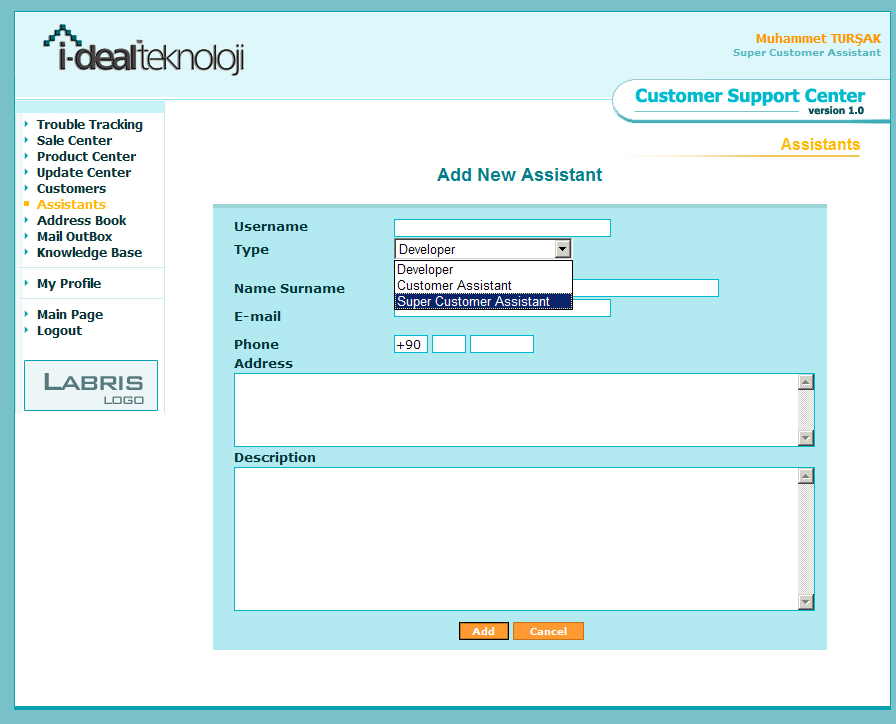 i-dealteknoloji
Muhammet TURŞAK
Super Customer Assistant
Customer Support Center
version 1.0
Trouble Tracking
Sale Center
Product Center
Update Center
Customers
Assistants
Address Book
Mail OutBox
Knowledge Base
My Profile
Main Page
Logout
LABRIS
LOGO
Assistants
Add New Assistant
Username
Type
Developer
Developer
Customer Assistant
Super Customer Assistant
Name Surname
E-mail
Phone
+90
Address
Description
Add
Cancel